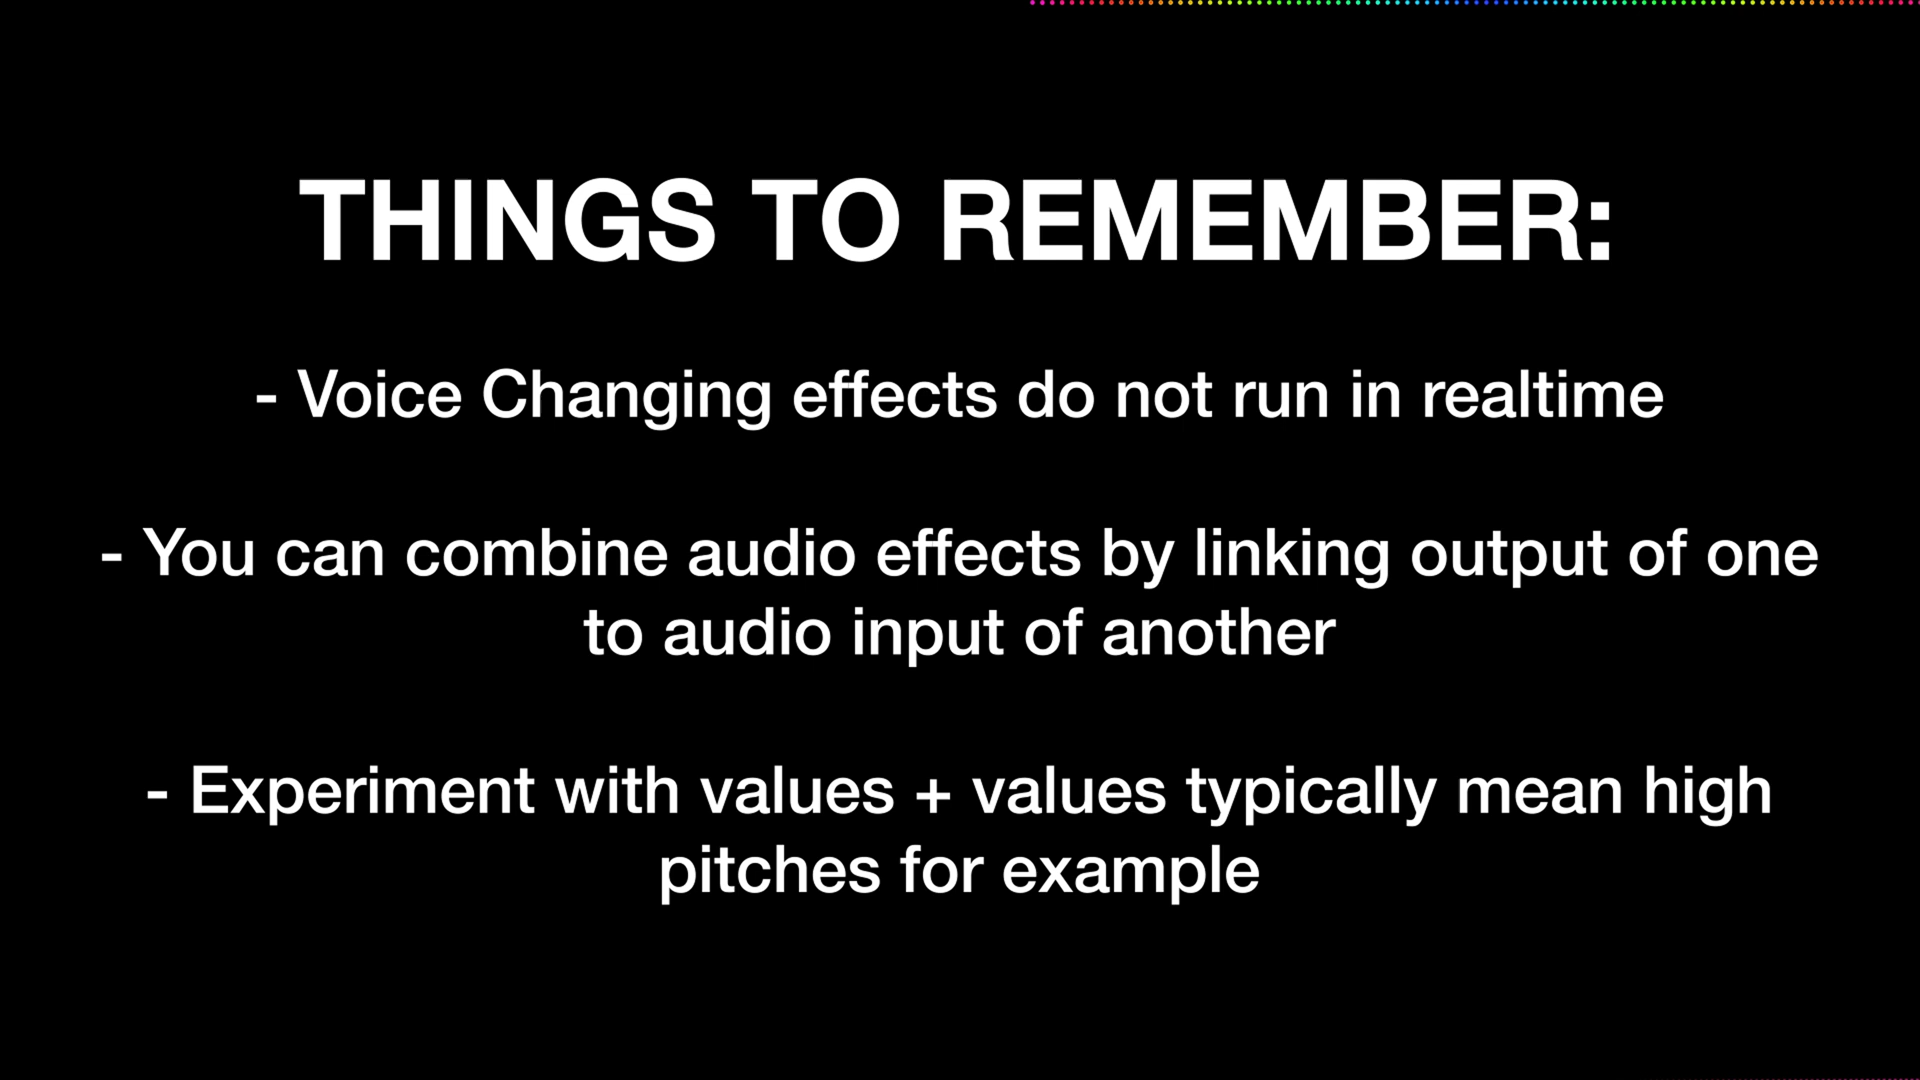 THINGS TO REMEMBER:
- Voice Changing effects do not run in realtime
- You can combine audio effects by linking output of one
to audio input of another
- Experiment with values + values typically mean high
pitches for example